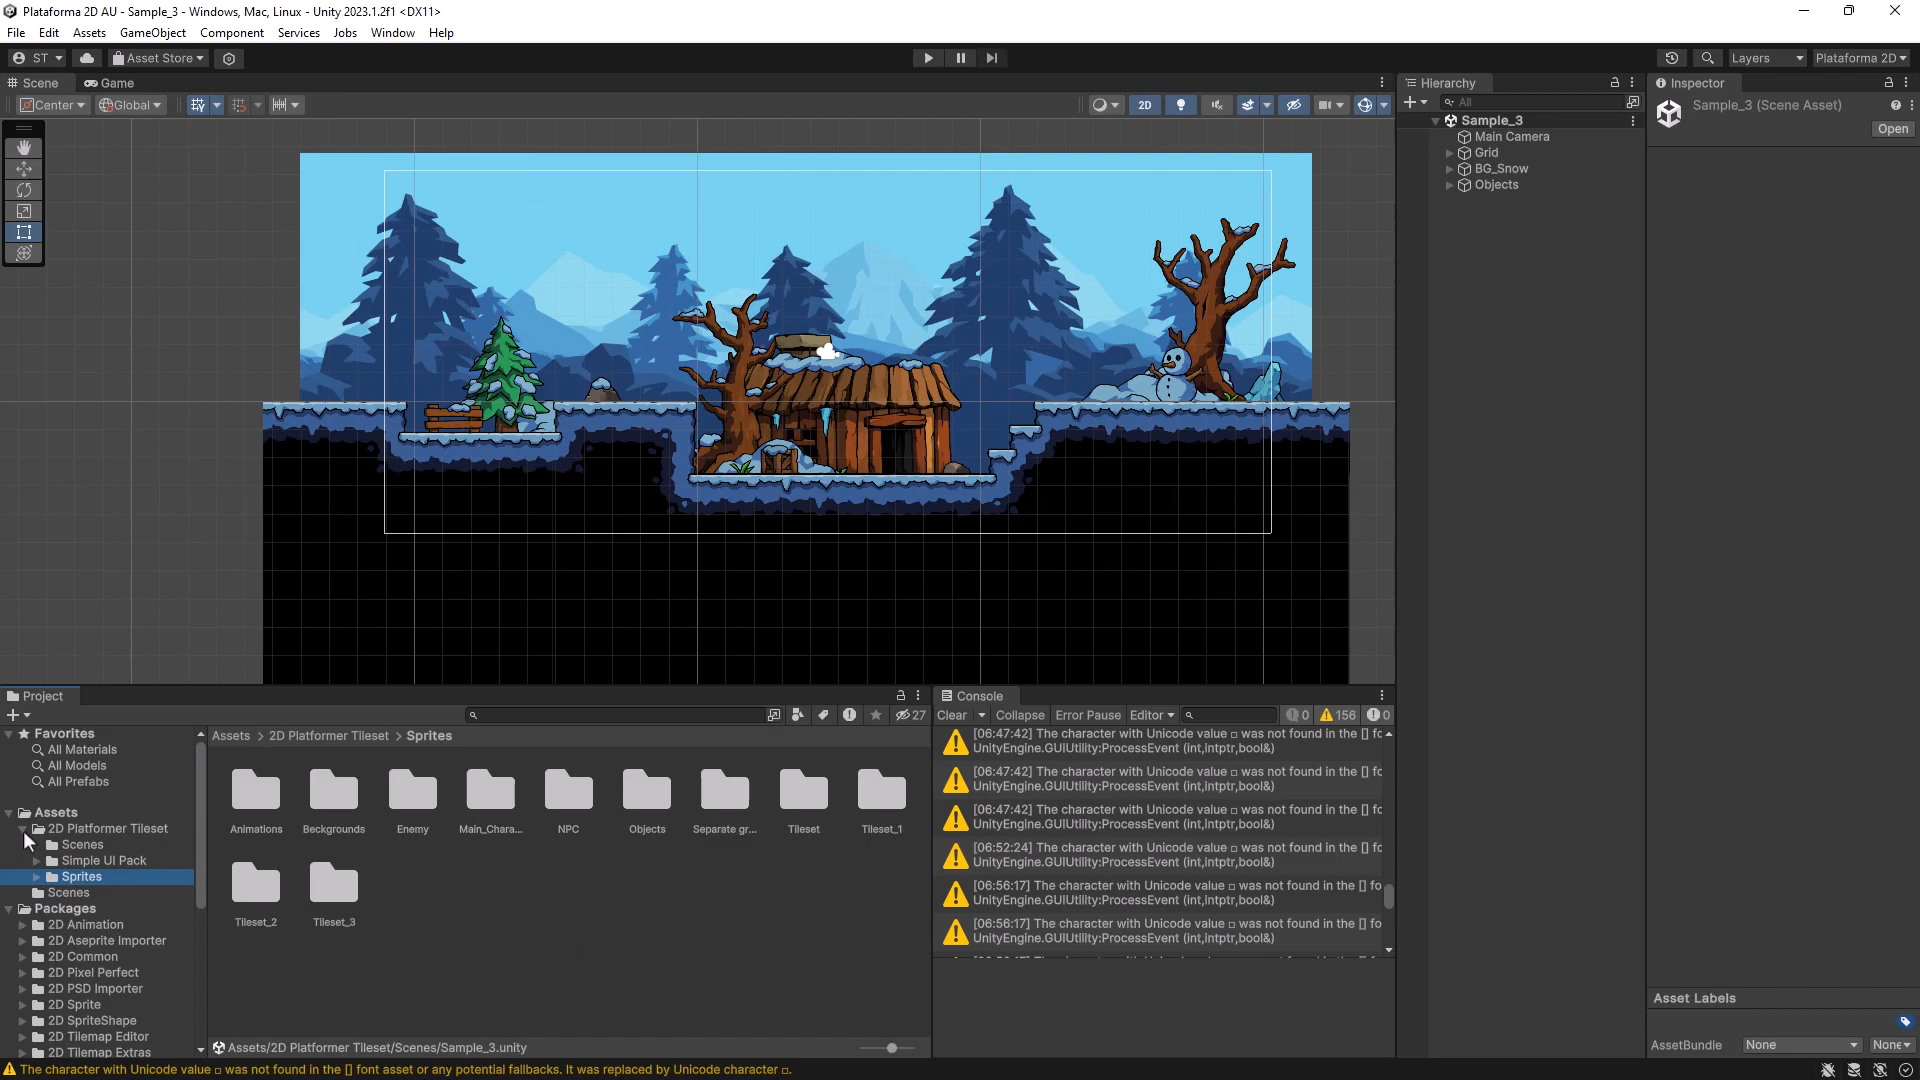 Plataforma 2D AU - Sample_3 - Windows, Mac, Linux - Unity 2023.1.2f1 <DX11>
File Edit Assets GameObject Component Services Jobs Window Help
ST Asset Store Layers Plataforma 2D
Scene Game
Center Global 2D
Hierarchy
All
Sample_3
Main Camera
Grid
BG_Snow
Objects
Inspector
Sample_3 (Scene Asset)
Open
Project
27
Favorites
All Materials
All Models
All Prefabs
Assets
2D Platformer Tileset
Scenes
Simple UI Pack
Sprites
Scenes
Packages
2D Animation
2D Aseprite Importer
2D Common
2D Pixel Perfect
2D PSD Importer
2D Sprite
2D SpriteShape
2D Tilemap Editor
2D Tilemap Extras
Assets > 2D Platformer Tileset > Sprites
Animations Beckgrounds Enemy Main_Chara... NPC Objects Separate gr... Tileset Tileset_1
Tileset_2 Tileset_3
Assets/2D Platformer Tileset/Scenes/Sample_3.unity
Console
Clear Collapse Error Pause Editor 0 156 0
[06:47:42] The character with Unicode value □ was not found in the [] fc
UnityEngine.GUIUtility:ProcessEvent (int,intptr,bool&)
[06:47:42] The character with Unicode value □ was not found in the [] fc
UnityEngine.GUIUtility:ProcessEvent (int,intptr,bool&)
[06:47:42] The character with Unicode value □ was not found in the [] fc
UnityEngine.GUIUtility:ProcessEvent (int,intptr,bool&)
[06:52:24] The character with Unicode value □ was not found in the [] fc
UnityEngine.GUIUtility:ProcessEvent (int,intptr,bool&)
[06:56:17] The character with Unicode value □ was not found in the [] fc
UnityEngine.GUIUtility:ProcessEvent (int,intptr,bool&)
[06:56:17] The character with Unicode value □ was not found in the [] fc
UnityEngine.GUIUtility:ProcessEvent (int,intptr,bool&)
Asset Labels
AssetBundle None None
The character with Unicode value □ was not found in the [] font asset or any potential fallbacks. It was replaced by Unicode character □.